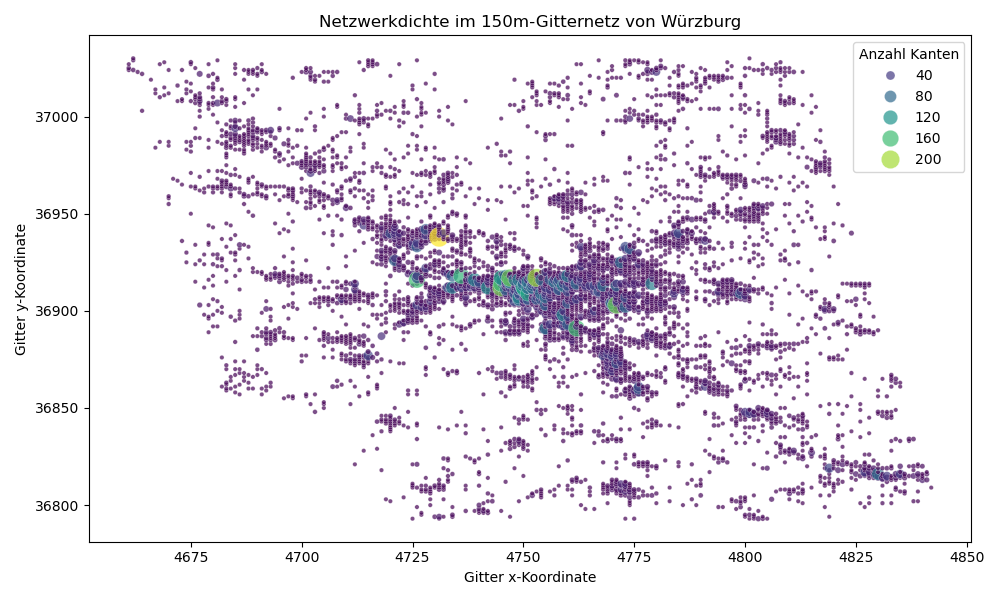 Netzwerkdichte im 150m-Gitternetz von Würzburg
Anzahl Kanten
40
80
120
160
200
Gitter y-Koordinate
37000
36950
36900
36850
36800
4675 4700 4725 4750 4775 4800 4825 4850
Gitter x-Koordinate